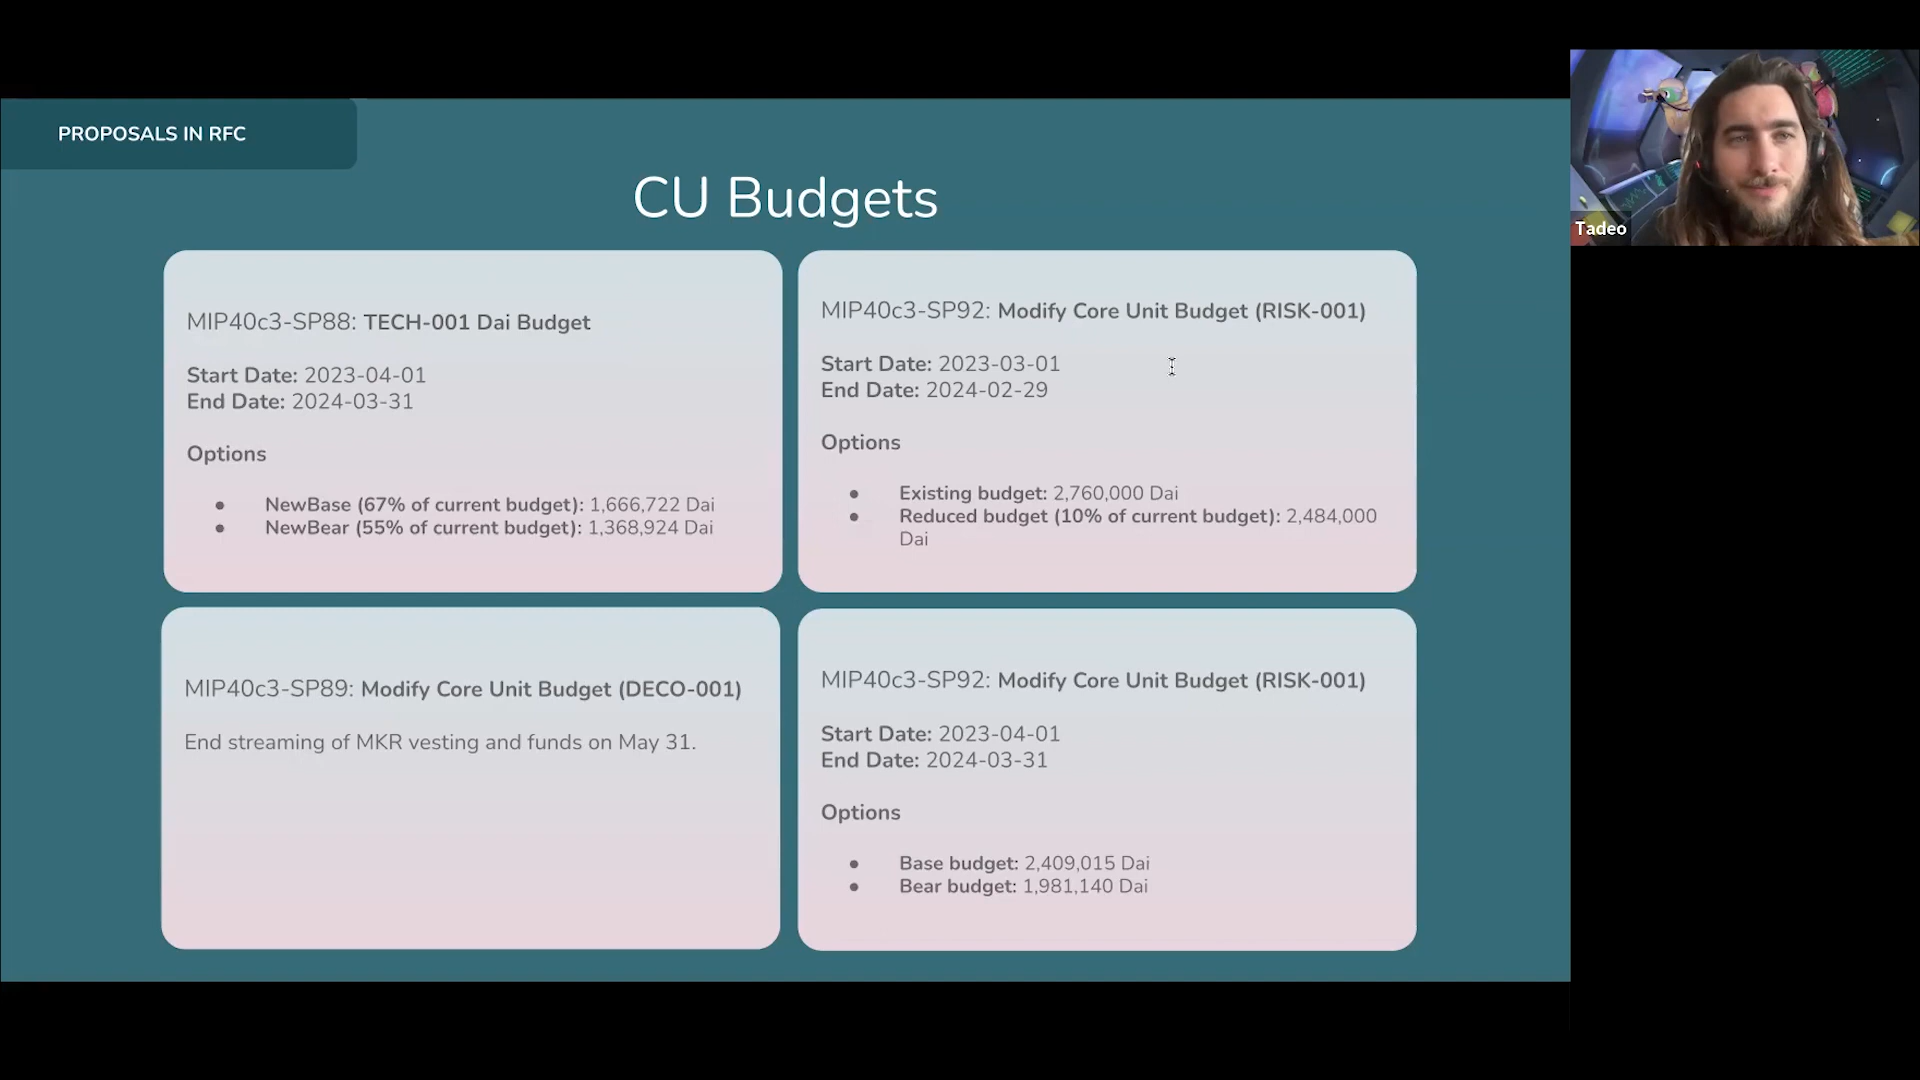 PROPOSALS IN RFC
CU Budgets
MIP40c3-SP88: TECH-001 Dai Budget
Start Date: 2023-04-01
End Date: 2024-03-31
Options
● NewBase (67% of current budget): 1,666,722 Dai
● NewBear (55% of current budget): 1,368,924 Dai
MIP40c3-SP92: Modify Core Unit Budget (RISK-001)
Start Date: 2023-03-01
End Date: 2024-02-29
Options
● Existing budget: 2,760,000 Dai
● Reduced budget (10% of current budget): 2,484,000
Dai
MIP40c3-SP89: Modify Core Unit Budget (DECO-001)
End streaming of MKR vesting and funds on May 31.
MIP40c3-SP92: Modify Core Unit Budget (RISK-001)
Start Date: 2023-04-01
End Date: 2024-03-31
Options
● Base budget: 2,409,015 Dai
● Bear budget: 1,981,140 Dai
Tadeo